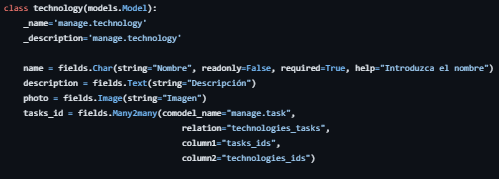 class technology(models.Model):
    _name='manage.technology'
    _description='manage.technology'

    name = fields.Char(string="Nombre", readonly=False, required=True, help="Introduzca el nombre")
    description = fields.Text(string="Descripción")
    photo = fields.Image(string="Imagen")
    tasks_id = fields.Many2many(comodel_name="manage.task",
                                relation="technologies_tasks",
                                column1="tasks_ids",
                                column2="technologies_ids")